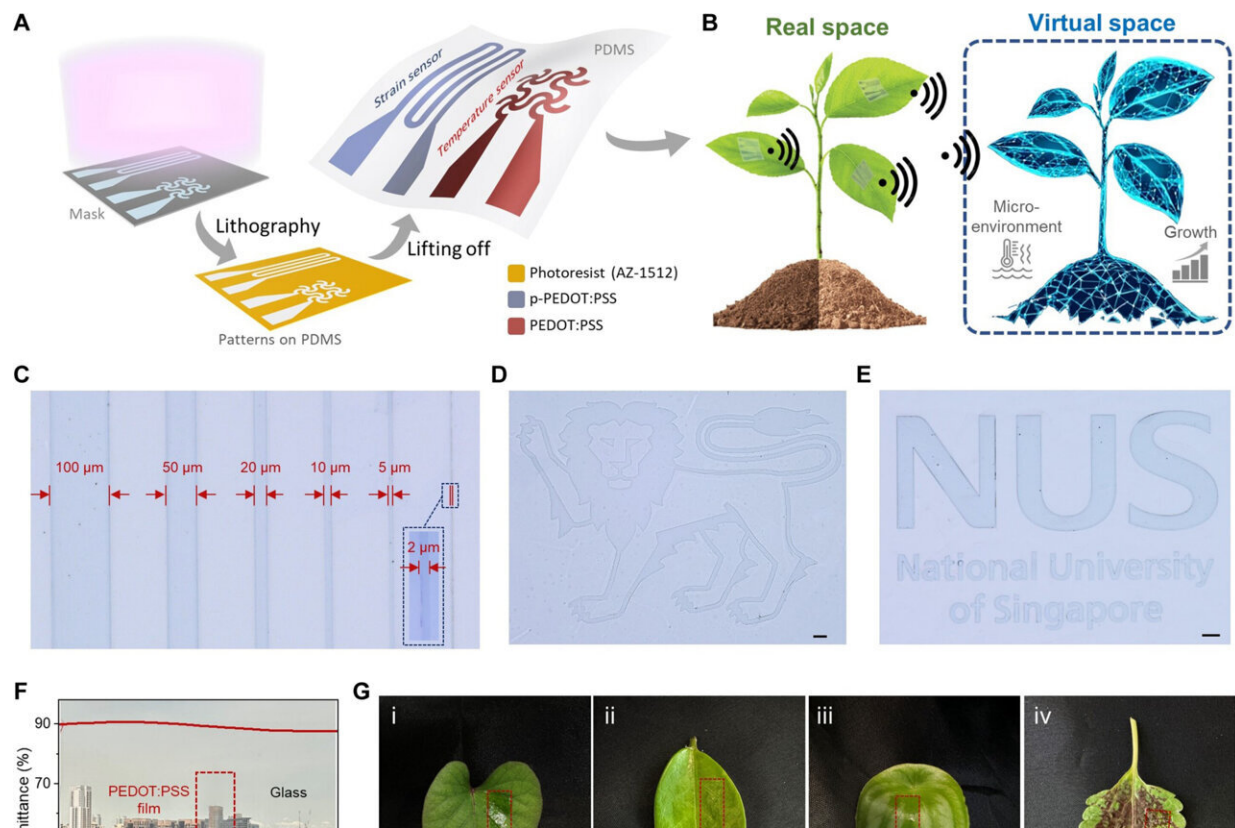 A
Strain sensor
Temperature sensor
PDMS
Mask
Lithography
Lifting off
Patterns on PDMS
Photoresist (AZ-1512)
p-PEDOT:PSS
PEDOT:PSS
B
Real space
Virtual space
Micro-
environment
Growth
C
100 µm
50 µm
20 µm
10 µm
5 µm
2 µm
D
E
NUS
National University
of Singapore
F
90
70
PEDOT:PSS
film
Glass
G
i
ii
iii
iv